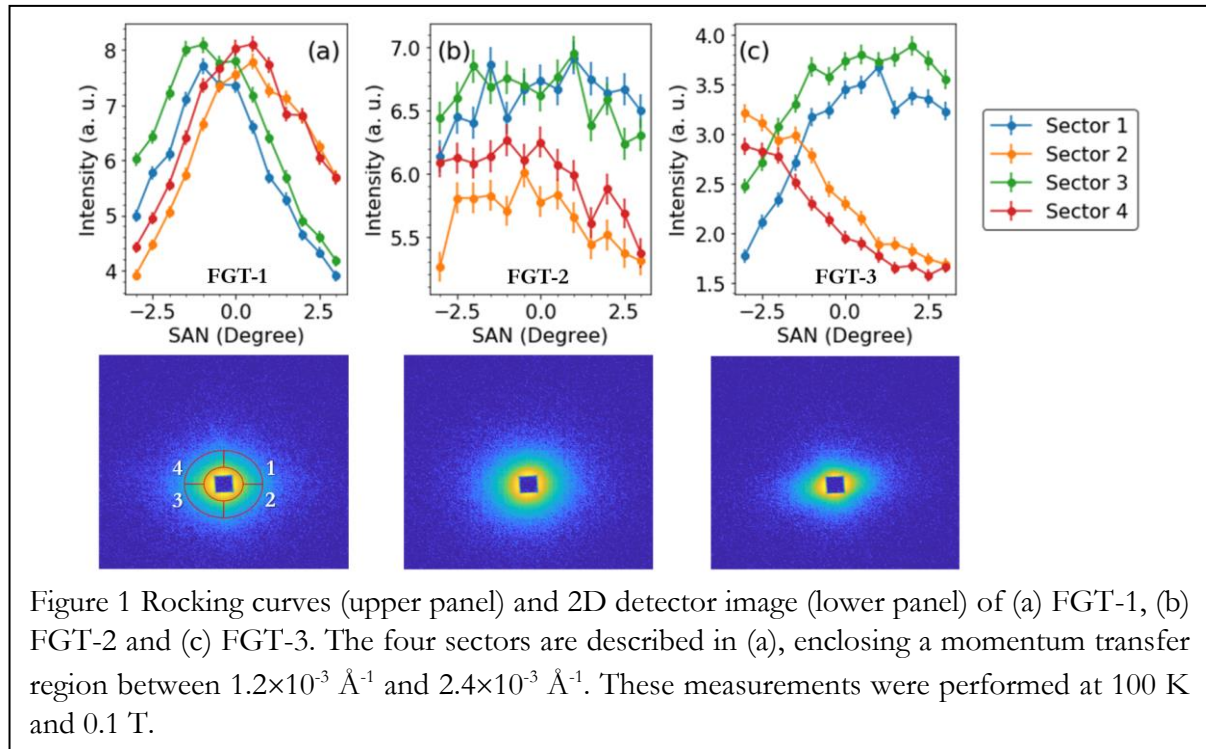 (a)
(b)
(c)
Intensity (a. u.)
8
7
6
5
4
FGT-1
−2.5 0.0 2.5
SAN (Degree)
Intensity (a. u.)
7.0
6.5
6.0
5.5
FGT-2
−2.5 0.0 2.5
SAN (Degree)
Intensity (a. u.)
4.0
3.5
3.0
2.5
2.0
1.5
FGT-3
−2.5 0.0 2.5
SAN (Degree)
Sector 1
Sector 2
Sector 3
Sector 4
4 1
3 2
Figure 1 Rocking curves (upper panel) and 2D detector image (lower panel) of (a) FGT-1, (b)
FGT-2 and (c) FGT-3. The four sectors are described in (a), enclosing a momentum transfer
region between 1.2×10⁻³ Å⁻¹ and 2.4×10⁻³ Å⁻¹. These measurements were performed at 100 K
and 0.1 T.